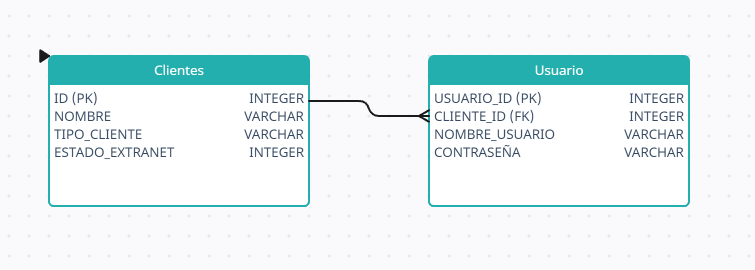 Clientes
ID (PK) INTEGER
NOMBRE VARCHAR
TIPO_CLIENTE VARCHAR
ESTADO_EXTRANET INTEGER
Usuario
USUARIO_ID (PK) INTEGER
CLIENTE_ID (FK) INTEGER
NOMBRE_USUARIO VARCHAR
CONTRASEÑA VARCHAR